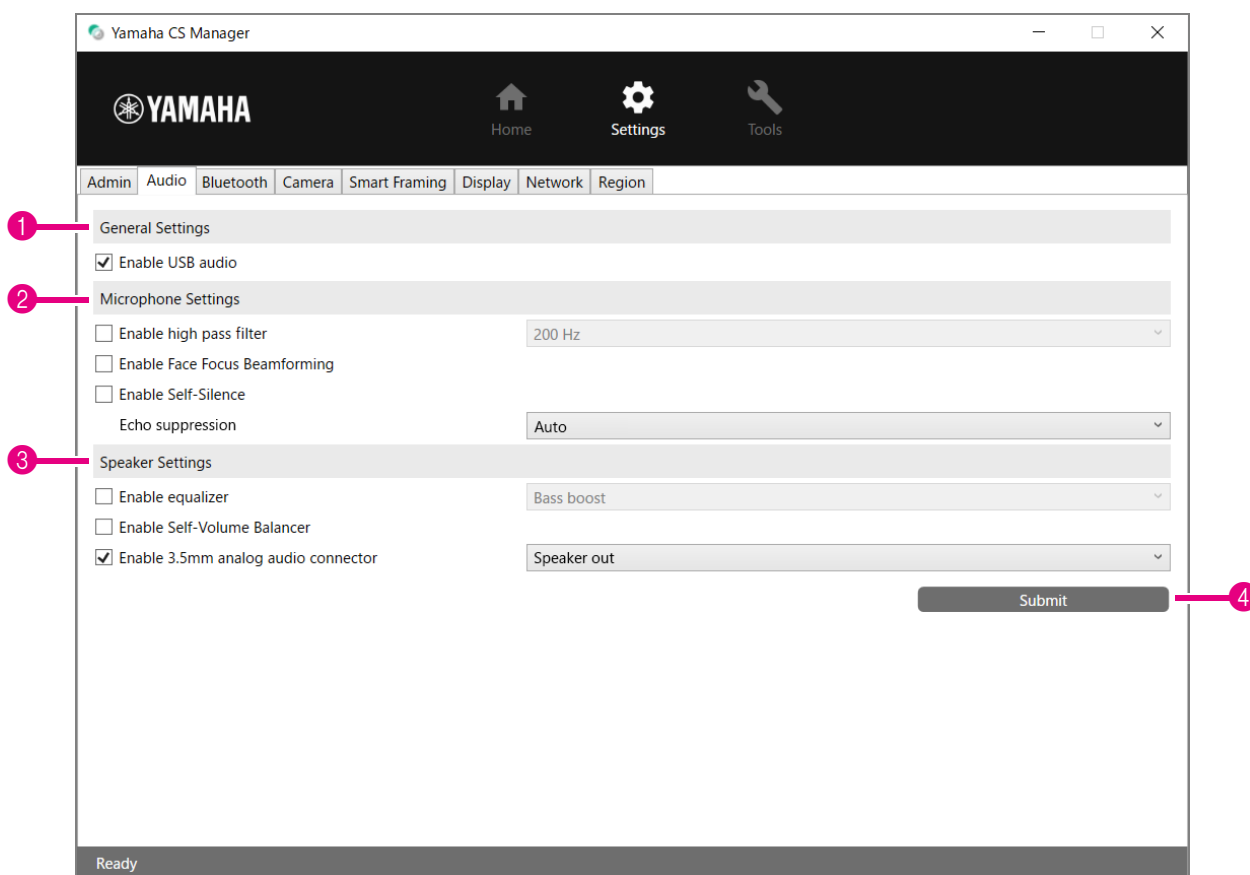 Yamaha CS Manager
YAMAHA
Home Settings Tools
Admin Audio Bluetooth Camera Smart Framing Display Network Region
1 General Settings
Enable USB audio
2 Microphone Settings
Enable high pass filter 200 Hz
Enable Face Focus Beamforming
Enable Self-Silence
Echo suppression Auto
3 Speaker Settings
Enable equalizer Bass boost
Enable Self-Volume Balancer
Enable 3.5mm analog audio connector Speaker out
Submit 4
Ready